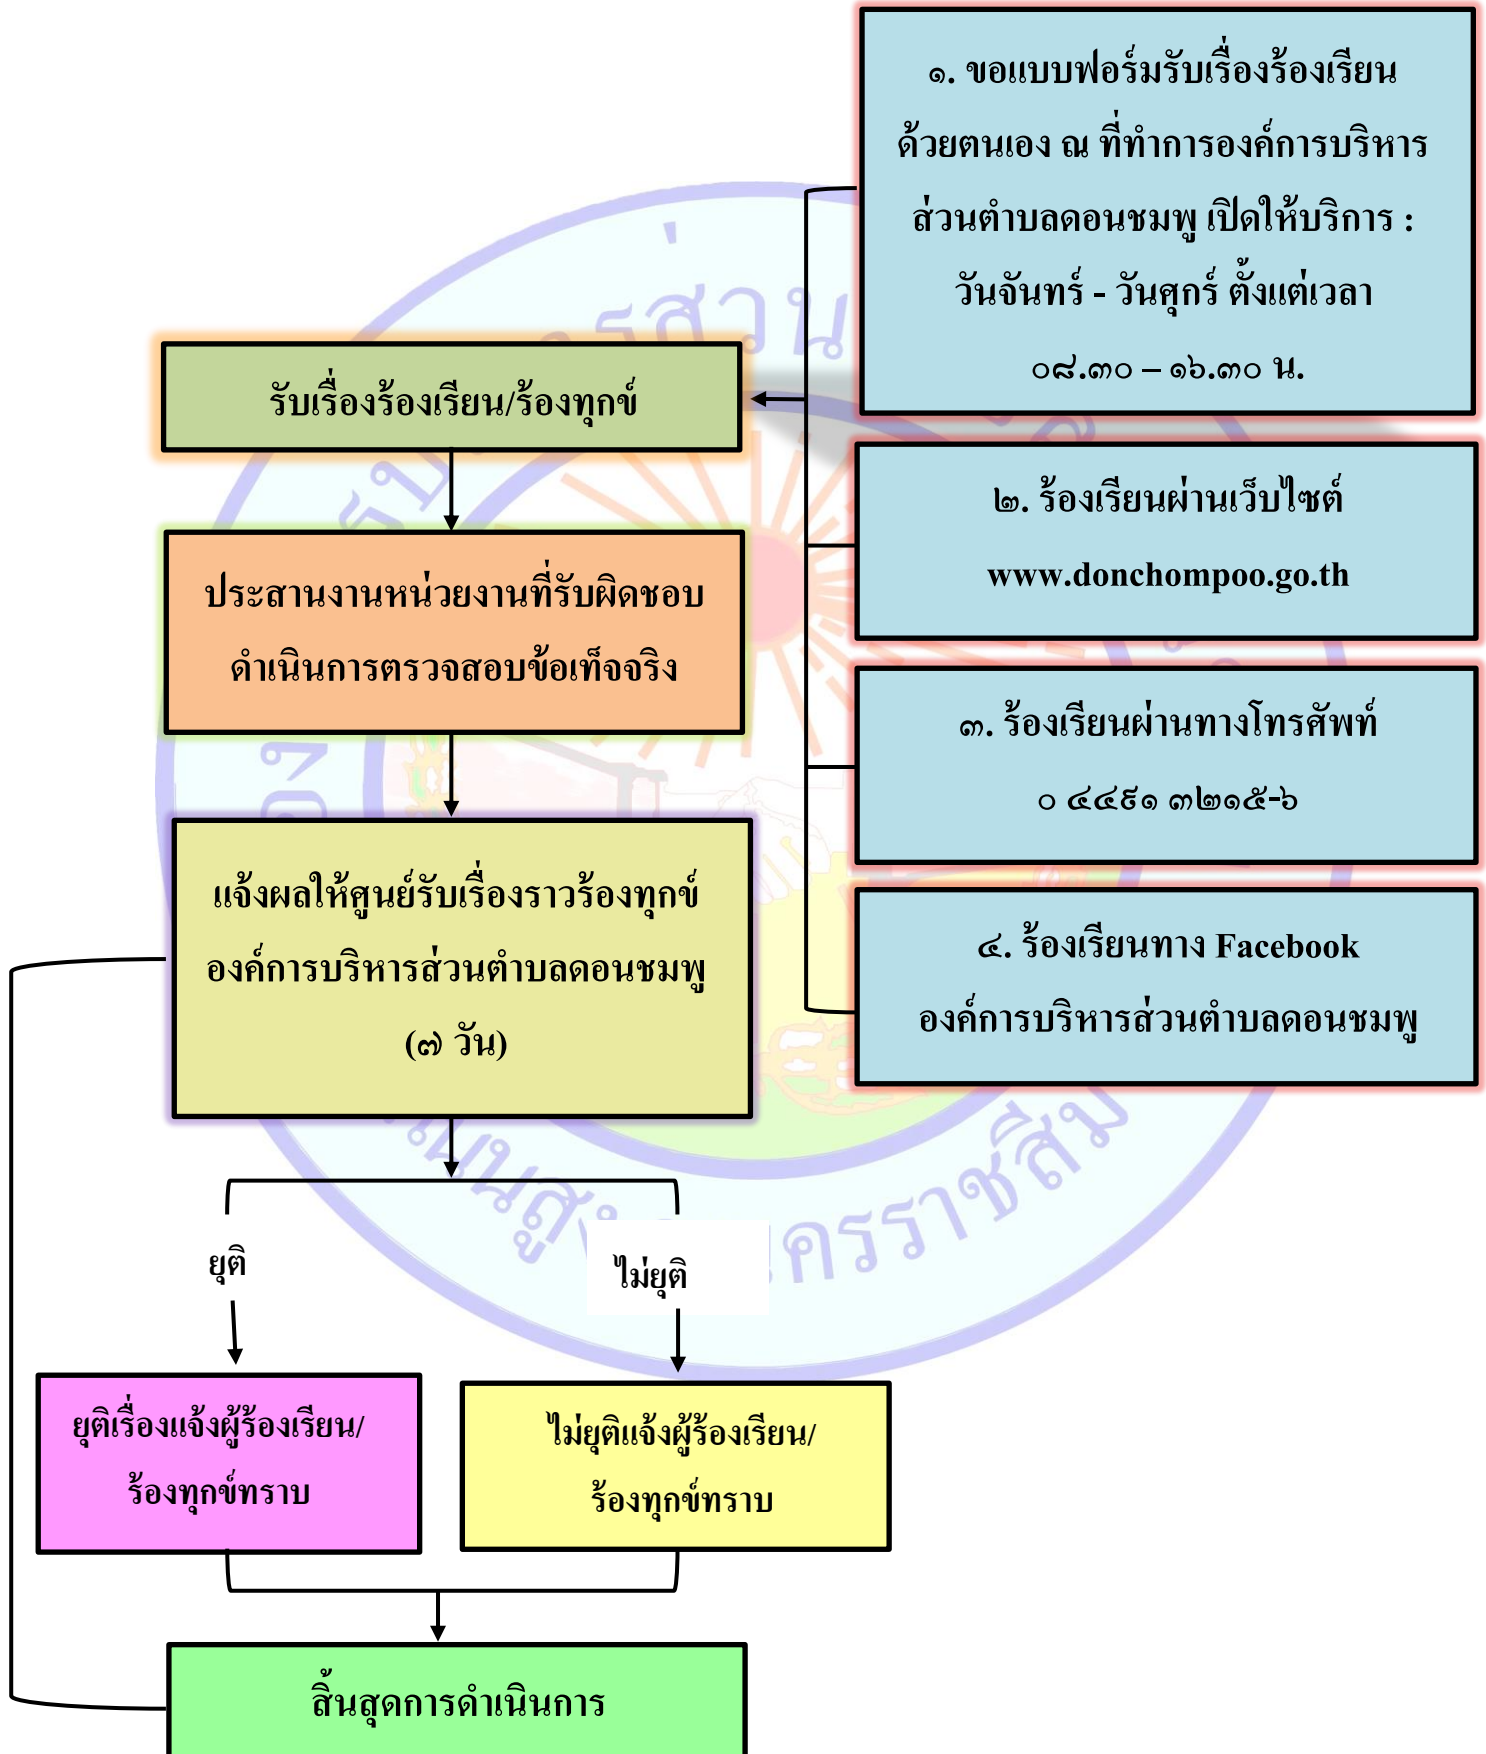 ๑. ขอแบบฟอร์มรับเรื่องร้องเรียน
ด้วยตนเอง ณ ที่ทำการองค์การบริหาร
ส่วนตำบลดอนชมพู เปิดให้บริการ :
วันจันทร์ - วันศุกร์ ตั้งแต่เวลา
๐๘.๓๐ – ๑๖.๓๐ น.
รับเรื่องร้องเรียน/ร้องทุกข์
๒. ร้องเรียนผ่านเว็บไซต์
www.donchompoo.go.th
ประสานงานหน่วยงานที่รับผิดชอบ
ดำเนินการตรวจสอบข้อเท็จจริง
๓. ร้องเรียนผ่านทางโทรศัพท์
๐ ๔๔๙๑ ๓๒๑๕-๖
แจ้งผลให้ศูนย์รับเรื่องราวร้องทุกข์
องค์การบริหารส่วนตำบลดอนชมพู
(๗ วัน)
๔. ร้องเรียนทาง Facebook
องค์การบริหารส่วนตำบลดอนชมพู
ยุติ
ไม่ยุติ
ยุติเรื่องแจ้งผู้ร้องเรียน/
ร้องทุกข์ทราบ
ไม่ยุติแจ้งผู้ร้องเรียน/
ร้องทุกข์ทราบ
สิ้นสุดการดำเนินการ